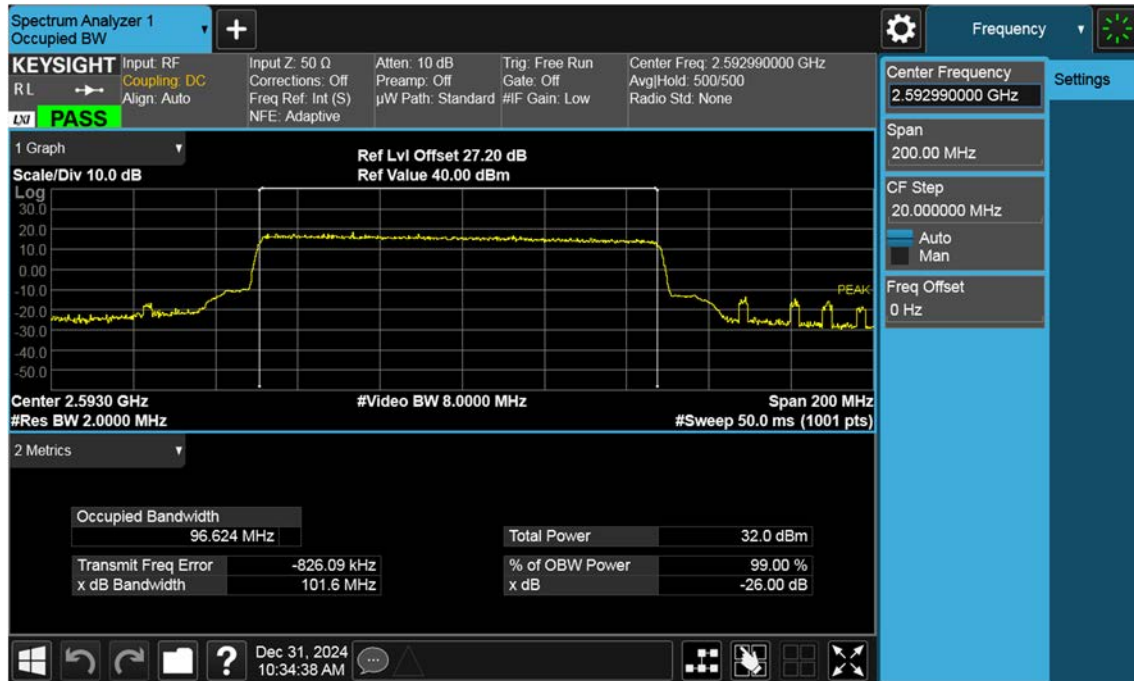 Spectrum Analyzer 1
Occupied BW
Frequency
KEYSIGHT
RL
LXI
PASS
Input: RF
Coupling: DC
Align: Auto
Input Z: 50 Ω
Corrections: Off
Freq Ref: Int (S)
NFE: Adaptive
Atten: 10 dB
Preamp: Off
µW Path: Standard
Trig: Free Run
Gate: Off
#IF Gain: Low
Center Freq: 2.592990000 GHz
Avg|Hold: 500/500
Radio Std: None
Center Frequency
2.592990000 GHz
Settings
Span
200.00 MHz
CF Step
20.000000 MHz
Auto
Man
Freq Offset
0 Hz
1 Graph
Scale/Div 10.0 dB
Ref Lvl Offset 27.20 dB
Ref Value 40.00 dBm
Log
30.0
20.0
10.0
0.00
-10.0
-20.0
-30.0
-40.0
-50.0
PEAK
Center 2.5930 GHz
#Video BW 8.0000 MHz
Span 200 MHz
#Res BW 2.0000 MHz
#Sweep 50.0 ms (1001 pts)
2 Metrics
Occupied Bandwidth
96.624 MHz
Total Power 32.0 dBm
Transmit Freq Error -826.09 kHz
% of OBW Power 99.00 %
x dB Bandwidth 101.6 MHz
x dB -26.00 dB
?
Dec 31, 2024
10:34:38 AM